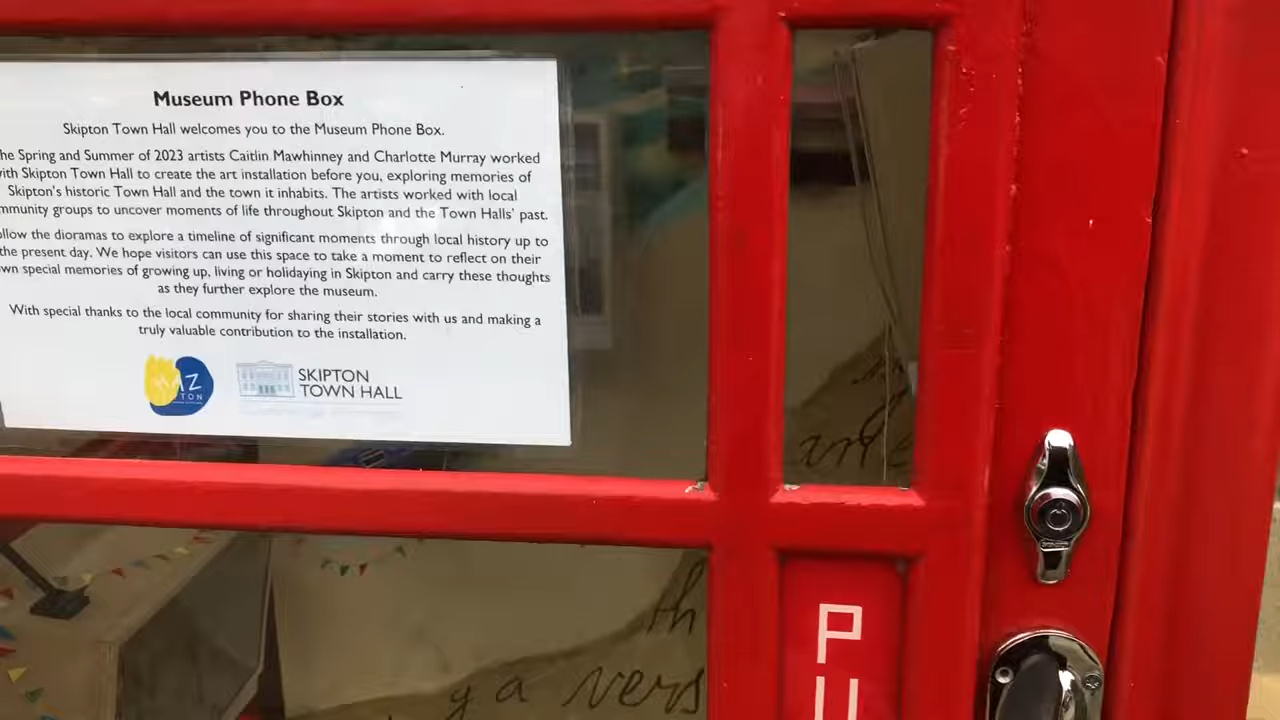 Museum Phone Box
Skipton Town Hall welcomes you to the Museum Phone Box.
he Spring and Summer of 2023 artists Caitlin Mawhinney and Charlotte Murray worked
ith Skipton Town Hall to create the art installation before you, exploring memories of
Skipton's historic Town Hall and the town it inhabits. The artists worked with local
mmunity groups to uncover moments of life throughout Skipton and the Town Halls' past.
ollow the dioramas to explore a timeline of significant moments through local history up to
the present day. We hope visitors can use this space to take a moment to reflect on their
wn special memories of growing up, living or holidaying in Skipton and carry these thoughts
as they further explore the museum.
With special thanks to the local community for sharing their stories with us and making a
truly valuable contribution to the installation.
SKIPTON
TOWN HALL
th
y a vers
P
U